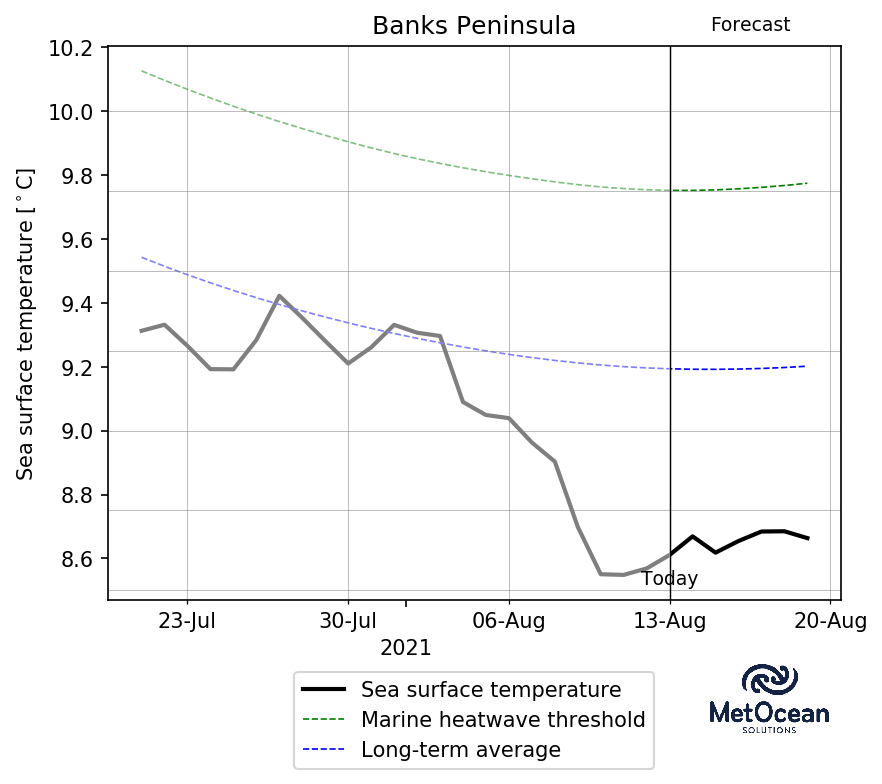 Banks Peninsula
Forecast
Sea surface temperature [°C]
10.2
10.0
9.8
9.6
9.4
9.2
9.0
8.8
8.6
Today
23-Jul 30-Jul 06-Aug 13-Aug 20-Aug
2021
Sea surface temperature
Marine heatwave threshold
Long-term average
MetOcean
SOLUTIONS